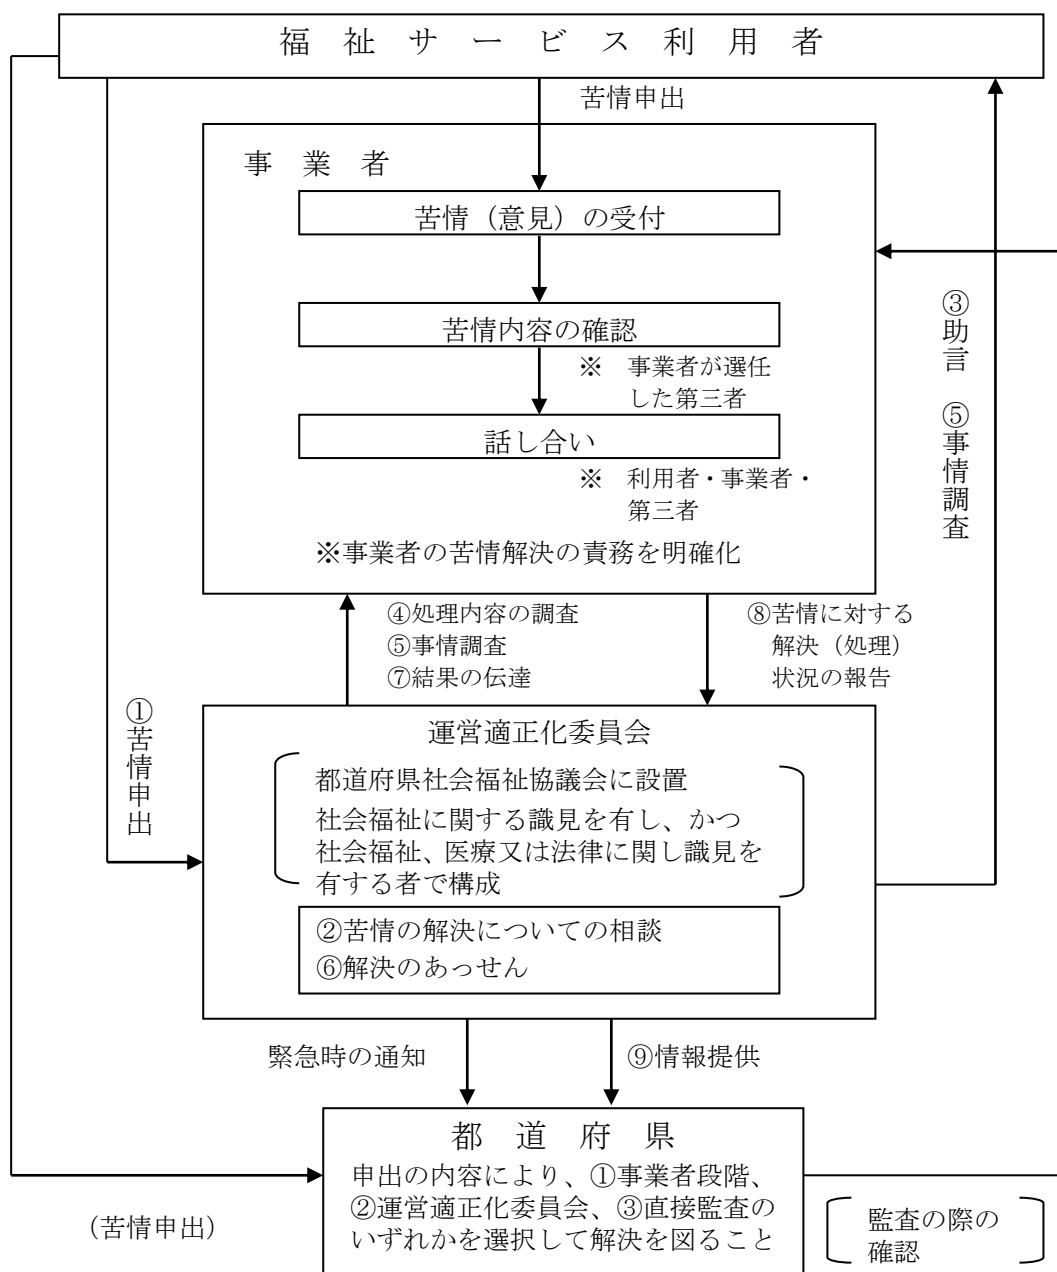 福祉サービス利用者
苦情申出
事業者
苦情(意見)の受付
苦情内容の確認
※ 事業者が選任
した第三者
話し合い
※ 利用者・事業者・
第三者
※事業者の苦情解決の責務を明確化
③助言 ⑤事情調査
④処理内容の調査
⑤事情調査
⑦結果の伝達
⑧苦情に対する
解決(処理)
状況の報告
①苦情申出
運営適正化委員会
都道府県社会福祉協議会に設置
社会福祉に関する識見を有し、かつ
社会福祉、医療又は法律に関し識見を
有する者で構成
②苦情の解決についての相談
⑥解決のあっせん
緊急時の通知
⑨情報提供
都道府県
申出の内容により、①事業者段階、
②運営適正化委員会、③直接監査の
いずれかを選択して解決を図ること
(苦情申出)
監査の際の
確認